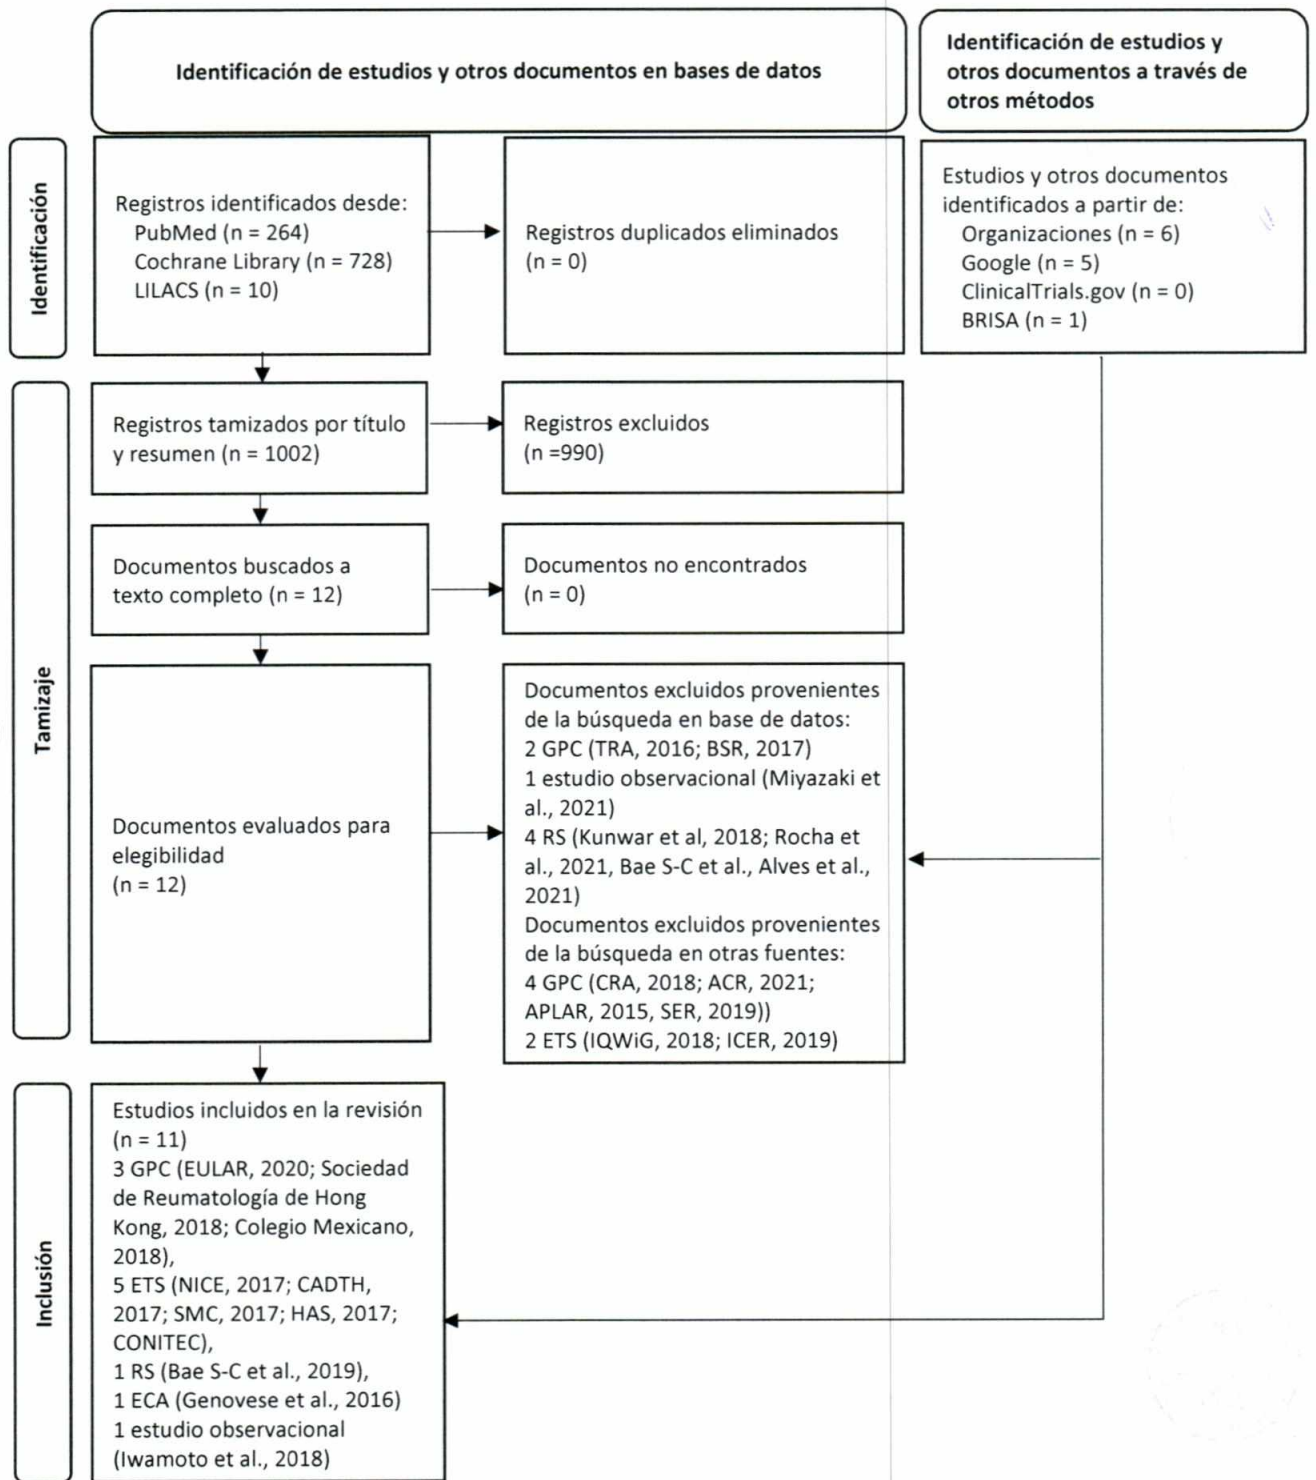 Identificación de estudios y otros documentos en bases de datos
Identificación de estudios y
otros documentos a través de
otros métodos
Identificación
Registros identificados desde:
PubMed (n = 264)
Cochrane Library (n = 728)
LILACS (n = 10)
Registros duplicados eliminados
(n = 0)
Estudios y otros documentos
identificados a partir de:
Organizaciones (n = 6)
Google (n = 5)
ClinicalTrials.gov (n = 0)
BRISA (n = 1)
Tamizaje
Registros tamizados por título
y resumen (n = 1002)
Registros excluidos
(n =990)
Documentos buscados a
texto completo (n = 12)
Documentos no encontrados
(n = 0)
Documentos evaluados para
elegibilidad
(n = 12)
Documentos excluidos provenientes
de la búsqueda en base de datos:
2 GPC (TRA, 2016; BSR, 2017)
1 estudio observacional (Miyazaki et
al., 2021)
4 RS (Kunwar et al, 2018; Rocha et
al., 2021, Bae S-C et al., Alves et al.,
2021)
Documentos excluidos provenientes
de la búsqueda en otras fuentes:
4 GPC (CRA, 2018; ACR, 2021;
APLAR, 2015, SER, 2019))
2 ETS (IQWiG, 2018; ICER, 2019)
Inclusión
Estudios incluidos en la revisión
(n = 11)
3 GPC (EULAR, 2020; Sociedad
de Reumatología de Hong
Kong, 2018; Colegio Mexicano,
2018),
5 ETS (NICE, 2017; CADTH,
2017; SMC, 2017; HAS, 2017;
CONITEC),
1 RS (Bae S-C et al., 2019),
1 ECA (Genovese et al., 2016)
1 estudio observacional
(Iwamoto et al., 2018)